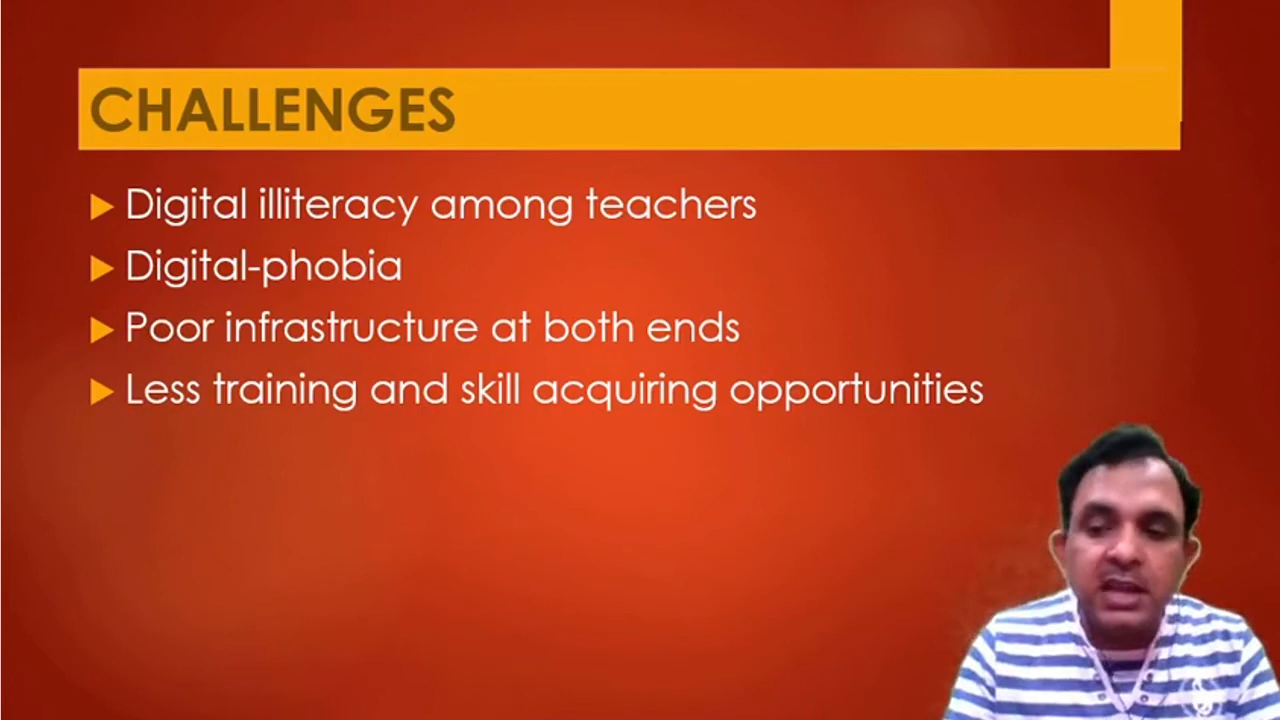 CHALLENGES
Digital illiteracy among teachers
Digital-phobia
Poor infrastructure at both ends
Less training and skill acquiring opportunities